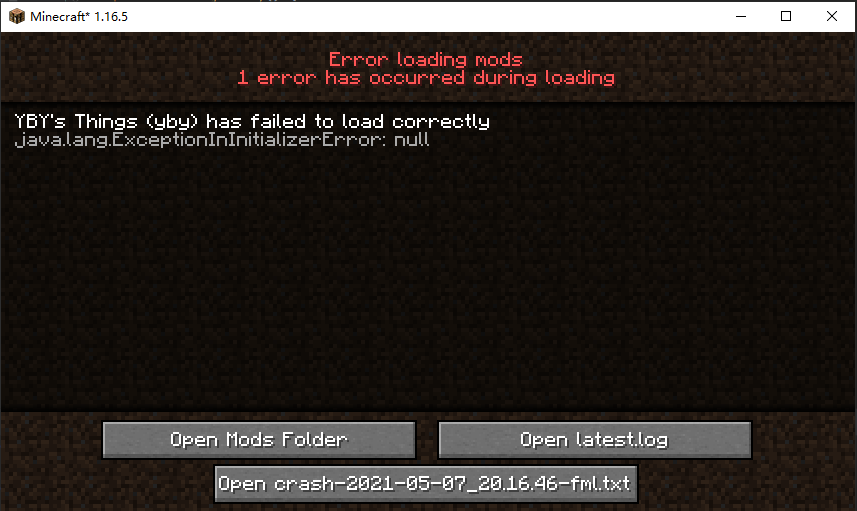 Minecraft* 1.16.5
Error loading mods
1 error has occurred during loading
YBY's Things (yby) has failed to load correctly
java.lang.ExceptionInInitializerError: null
Open Mods Folder
Open latest.log
Open crash-2021-05-07_20.16.46-fml.txt